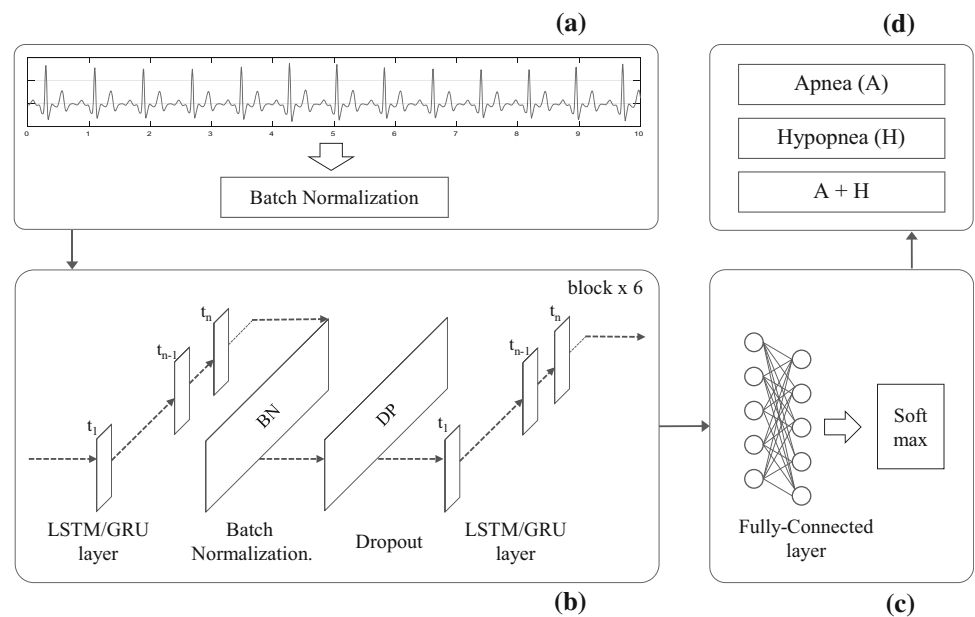 (a)
0 1 2 3 4 5 6 7 8 9 10
Batch Normalization
(d)
Apnea (A)
Hypopnea (H)
A + H
block x 6
t1
tn-1
tn
BN
DP
t1
tn-1
tn
LSTM/GRU
layer
Batch
Normalization.
Dropout
LSTM/GRU
layer
(b)
Soft
max
Fully-Connected
layer
(c)